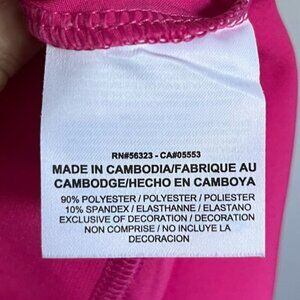 RN#56323 - CA#05553
MADE IN CAMBODIA/FABRIQUE AU
CAMBODGE/HECHO EN CAMBOYA
90% POLYESTER / POLYESTER / POLYESTER
10% SPANDEX / ELASTHANNE / ELASTANO
EXCLUSIVE OF DECORATION / DECORATION
NON COMPRISE / NO INCLUYE LA
DECORACION